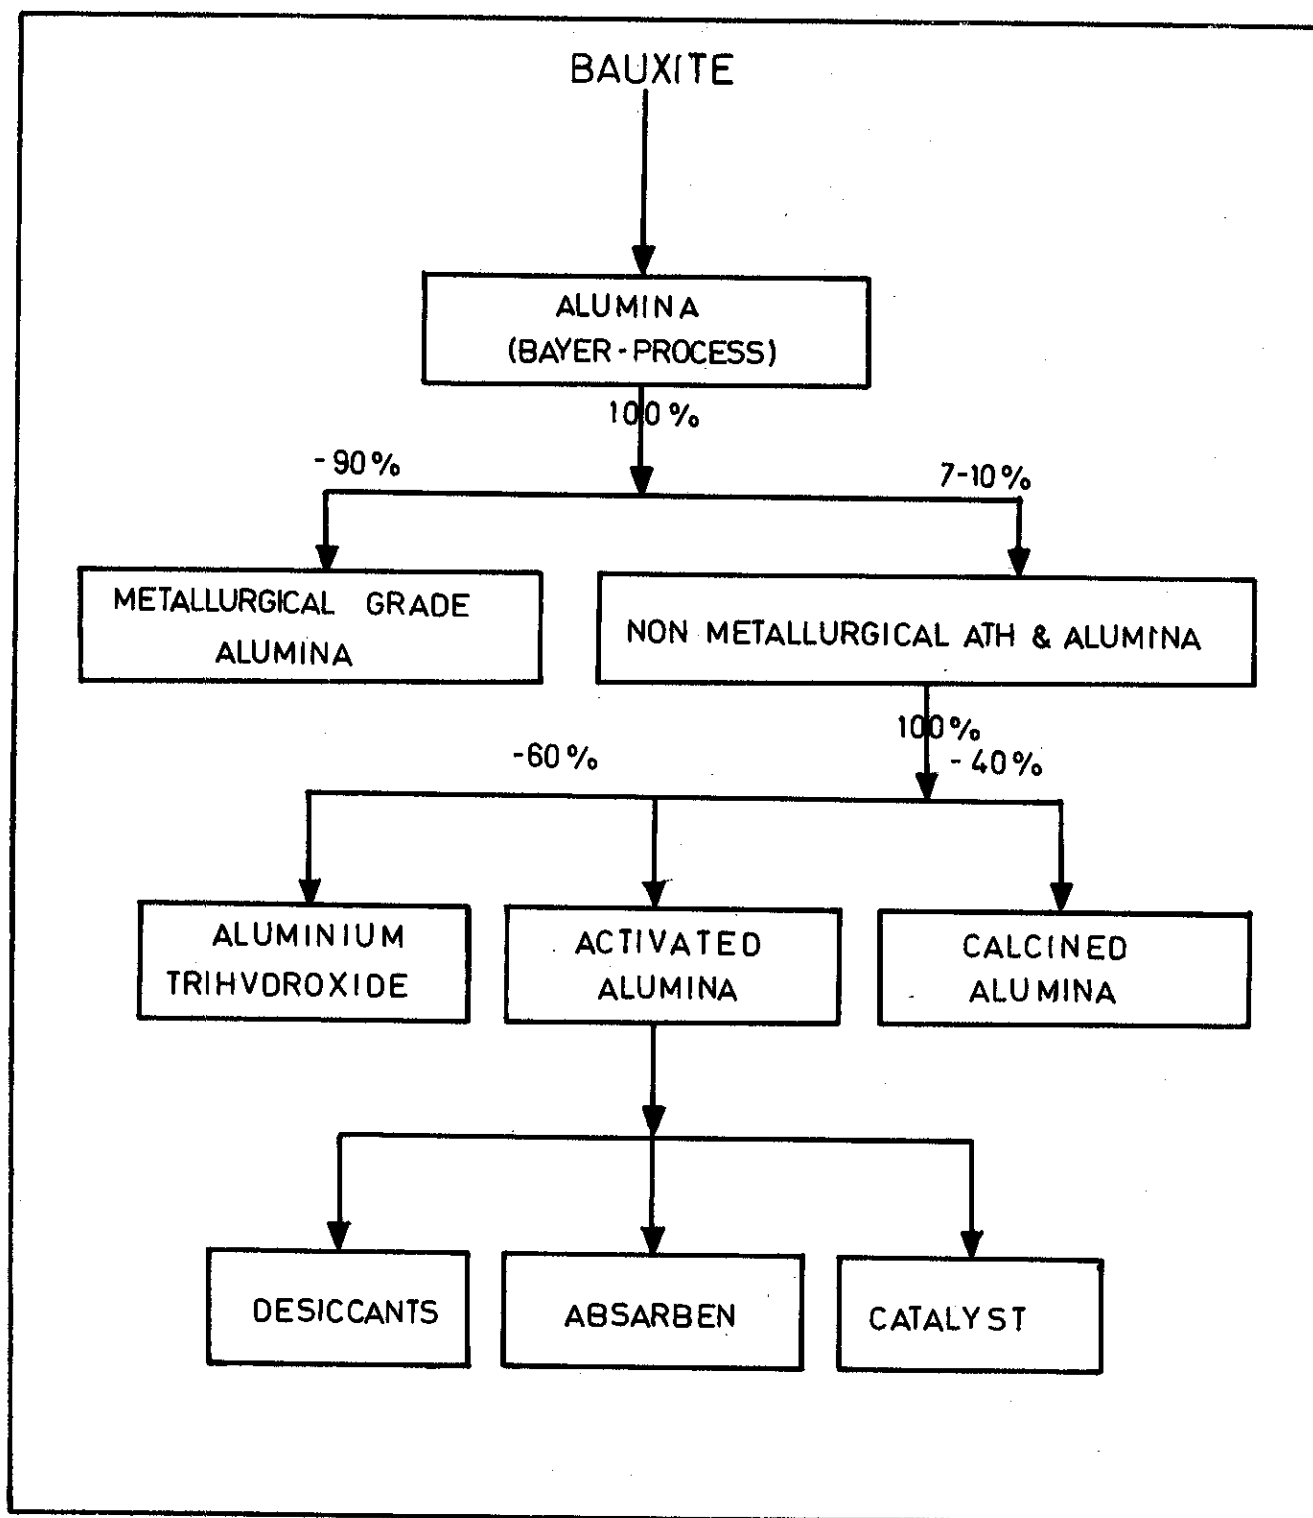 BAUXITE
ALUMINA
(BAYER-PROCESS)
100%
-90%
7-10%
METALLURGICAL GRADE
ALUMINA
NON METALLURGICAL ATH & ALUMINA
100%
-60%
-40%
ALUMINIUM
TRIHVDROXIDE
ACTIVATED
ALUMINA
CALCINED
ALUMINA
DESICCANTS
ABSARBEN
CATALYST